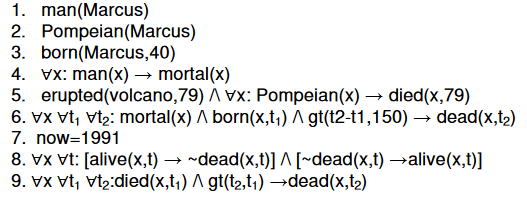 1. man(Marcus)
2. Pompeian(Marcus)
3. born(Marcus,40)
4. ∀x: man(x) → mortal(x)
5. erupted(volcano,79) Λ ∀x: Pompeian(x) → died(x,79)
6. ∀x ∀t₁ ∀t₂: mortal(x) Λ born(x,t₁) Λ gt(t2-t1,150) → dead(x,t₂)
7. now=1991
8. ∀x ∀t: [alive(x,t) → ~dead(x,t)] Λ [~dead(x,t) →alive(x,t)]
9. ∀x ∀t₁ ∀t₂:died(x,t₁) Λ gt(t₂,t₁) →dead(x,t₂)